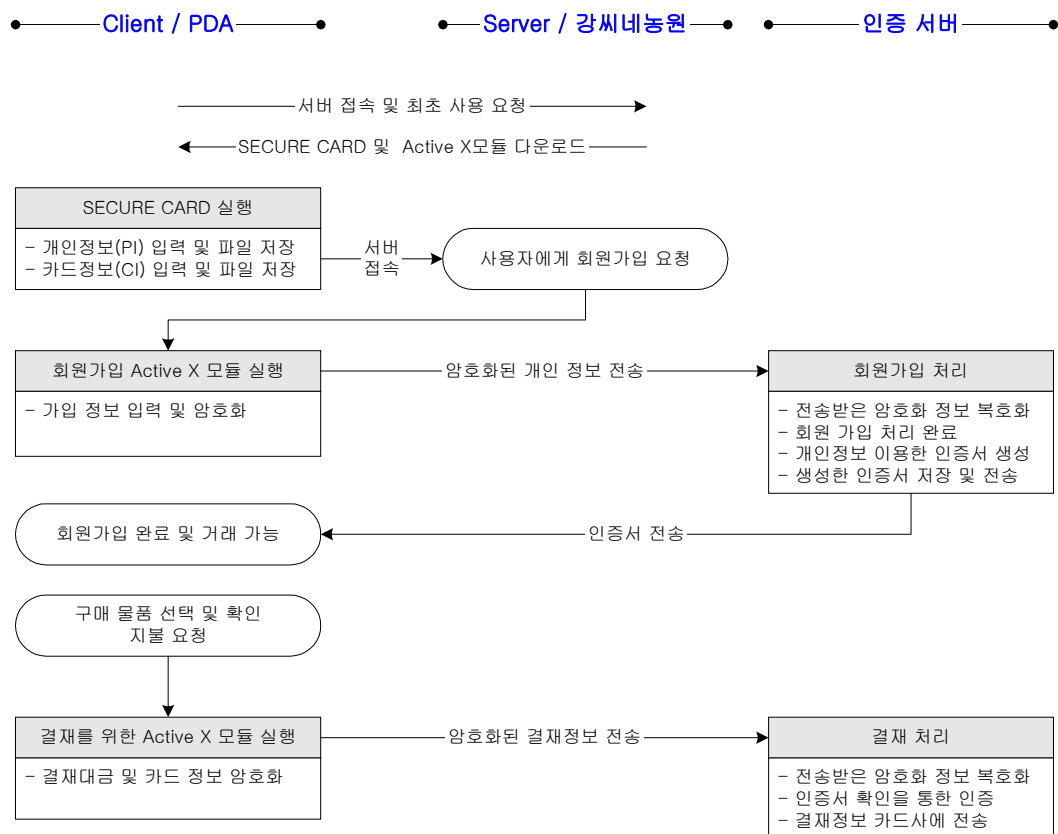 Client / PDA
Server / 강씨네농원
인증 서버
서버 접속 및 최초 사용 요청
SECURE CARD 및 Active X모듈 다운로드
SECURE CARD 실행
- 개인정보(PI) 입력 및 파일 저장
- 카드정보(CI) 입력 및 파일 저장
서버
접속
사용자에게 회원가입 요청
회원가입 Active X 모듈 실행
- 가입 정보 입력 및 암호화
암호화된 개인 정보 전송
회원가입 처리
- 전송받은 암호화 정보 복호화
- 회원 가입 처리 완료
- 개인정보 이용한 인증서 생성
- 생성한 인증서 저장 및 전송
회원가입 완료 및 거래 가능
인증서 전송
구매 물품 선택 및 확인
지불 요청
결재를 위한 Active X 모듈 실행
- 결재대금 및 카드 정보 암호화
암호화된 결재정보 전송
결재 처리
- 전송받은 암호화 정보 복호화
- 인증서 확인을 통한 인증
- 결재정보 카드사에 전송